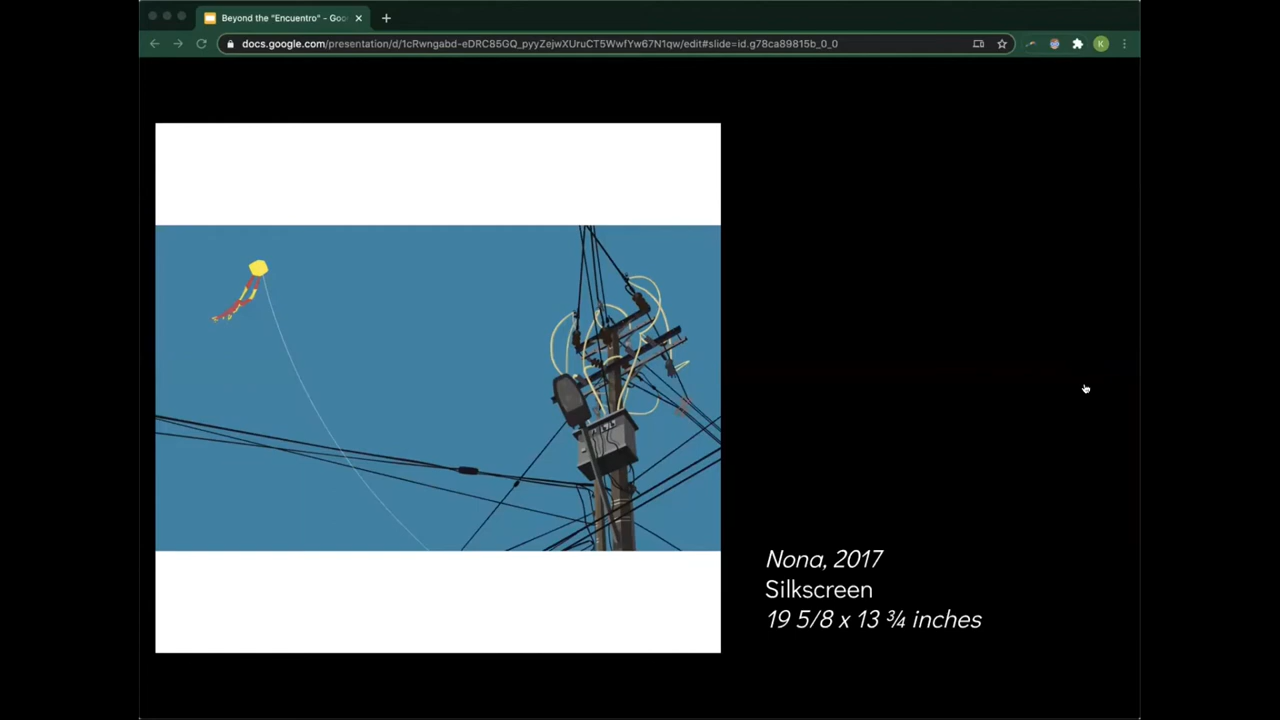 Beyond the "Encuentro" - Goo
docs.google.com/presentation/d/1cRwngabd-eDRC85GQ_pyyZejwXUruCT5WwfYw67N1qw/edit#slide=id.g78ca89815b_0_0
K
Nona, 2017
Silkscreen
19 5/8 x 13 ¾ inches